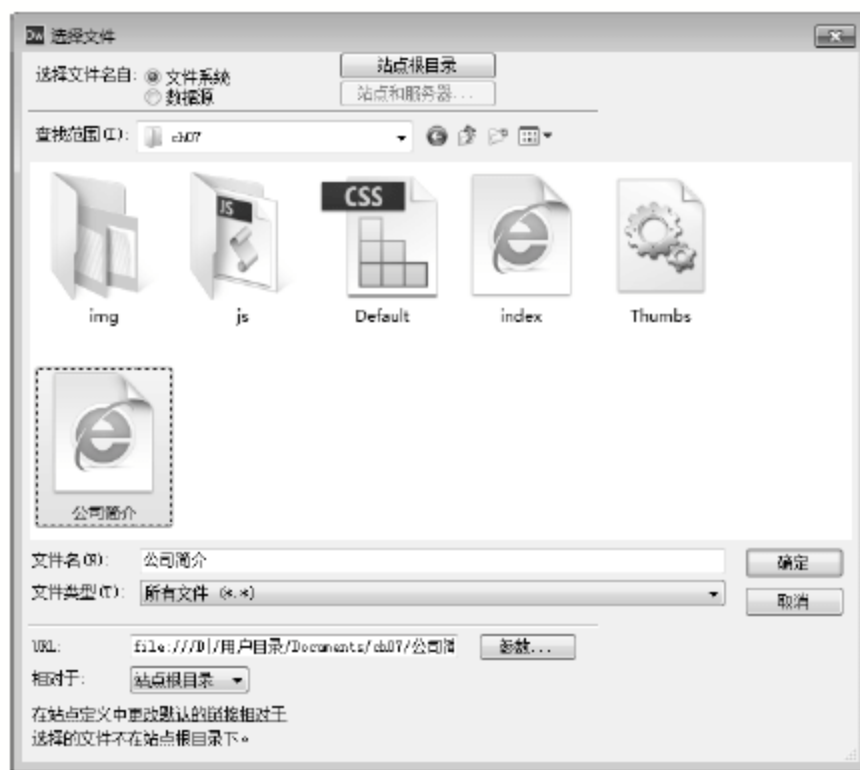 Dw 选择文件
选择文件名自: 文件系统 站点根目录
数据源 站点和服务器...
查找范围(I): ch07
JS CSS
img js Default index Thumbs
公司简介
文件名(N): 公司简介 确定
文件类型(T): 所有文件 (*.*) 取消
URL: file:///D|/用户目录/Documents/ch07/公司简 参数...
相对于: 站点根目录
在站点定义中更改默认的链接相对于
选择的文件不在站点根目录下。